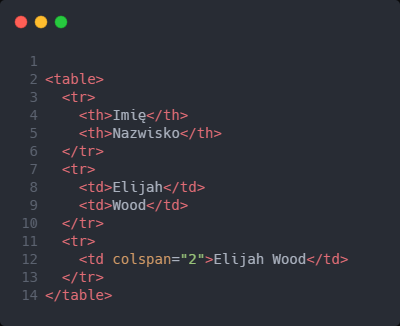 1
2 <table>
3   <tr>
4     <th>Imię</th>
5     <th>Nazwisko</th>
6   </tr>
7   <tr>
8     <td>Elijah</td>
9     <td>Wood</td>
10   </tr>
11   <tr>
12     <td colspan="2">Elijah Wood</td>
13   </tr>
14 </table>